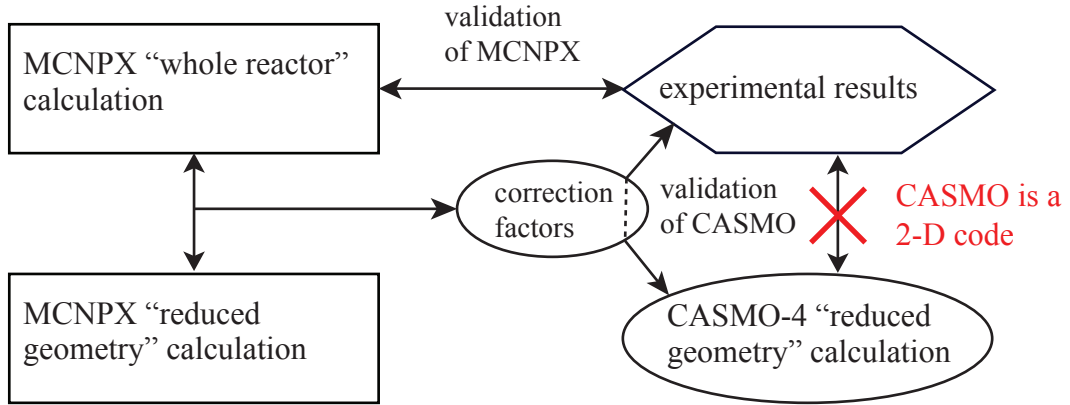 validation
of MCNPX
MCNPX “whole reactor”
calculation
experimental results
correction
factors
validation
of CASMO
CASMO is a
2-D code
MCNPX “reduced
geometry” calculation
CASMO-4 “reduced
geometry” calculation